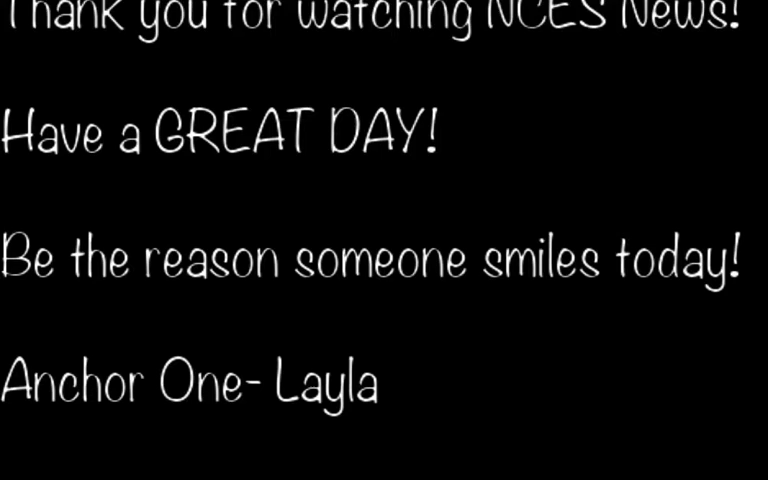 Thank you for watching NCES News!
Have a GREAT DAY!
Be the reason someone smiles today!
Anchor One- Layla